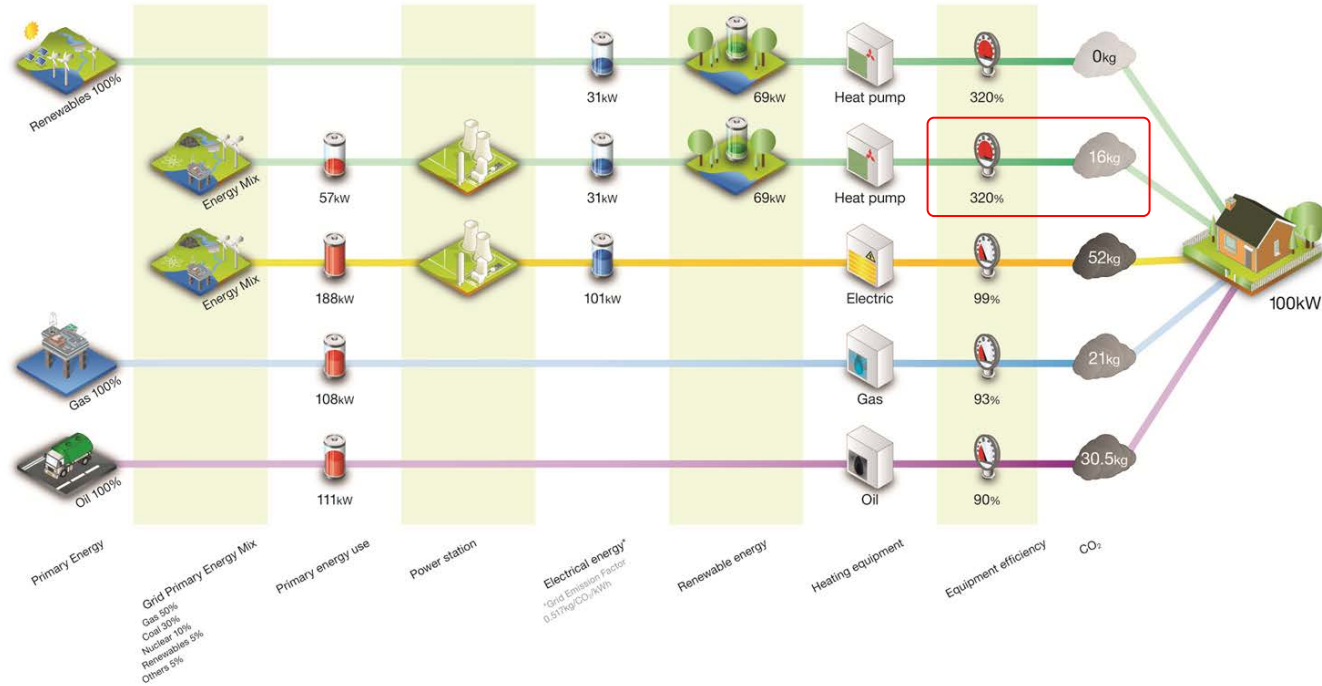 Renewables 100%
31kW
69kW
Heat pump
320%
0kg
Energy Mix
57kW
31kW
69kW
Heat pump
320%
16kg
Energy Mix
188kW
101kW
Electric
99%
52kg
100kW
Gas 100%
108kW
Gas
93%
21kg
Oil 100%
111kW
Oil
90%
30.5kg
Primary Energy
Grid Primary Energy Mix
Gas 50%
Coal 30%
Nuclear 10%
Renewables 5%
Others 5%
Primary energy use
Power station
Electrical energy*
*Grid Emission Factor
0.517kg/CO₂/kWh
Renewable energy
Heating equipment
Equipment efficiency
CO₂